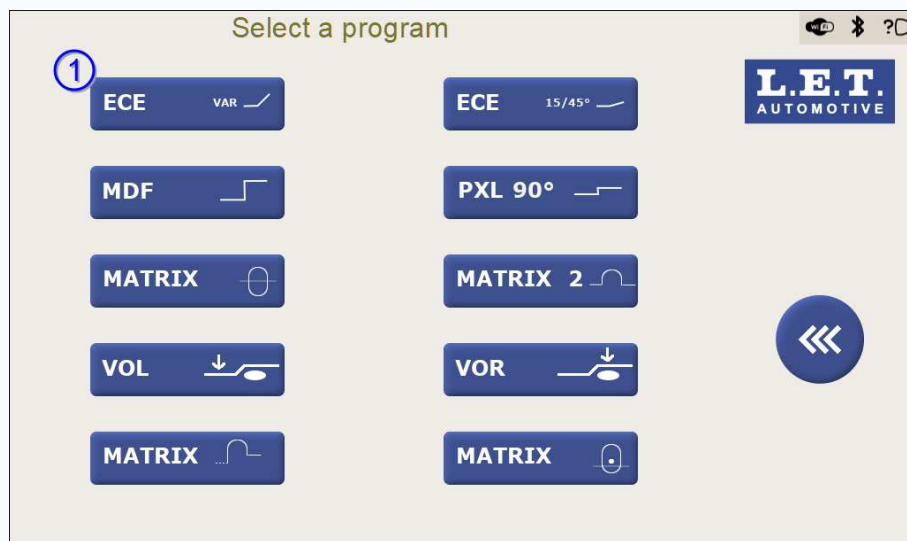 Select a program
WiFi ?
1
ECE VAR
ECE 15/45°
L.E.T.
AUTOMOTIVE
MDF
PXL 90°
MATRIX
MATRIX 2
VOL
VOR
MATRIX
MATRIX